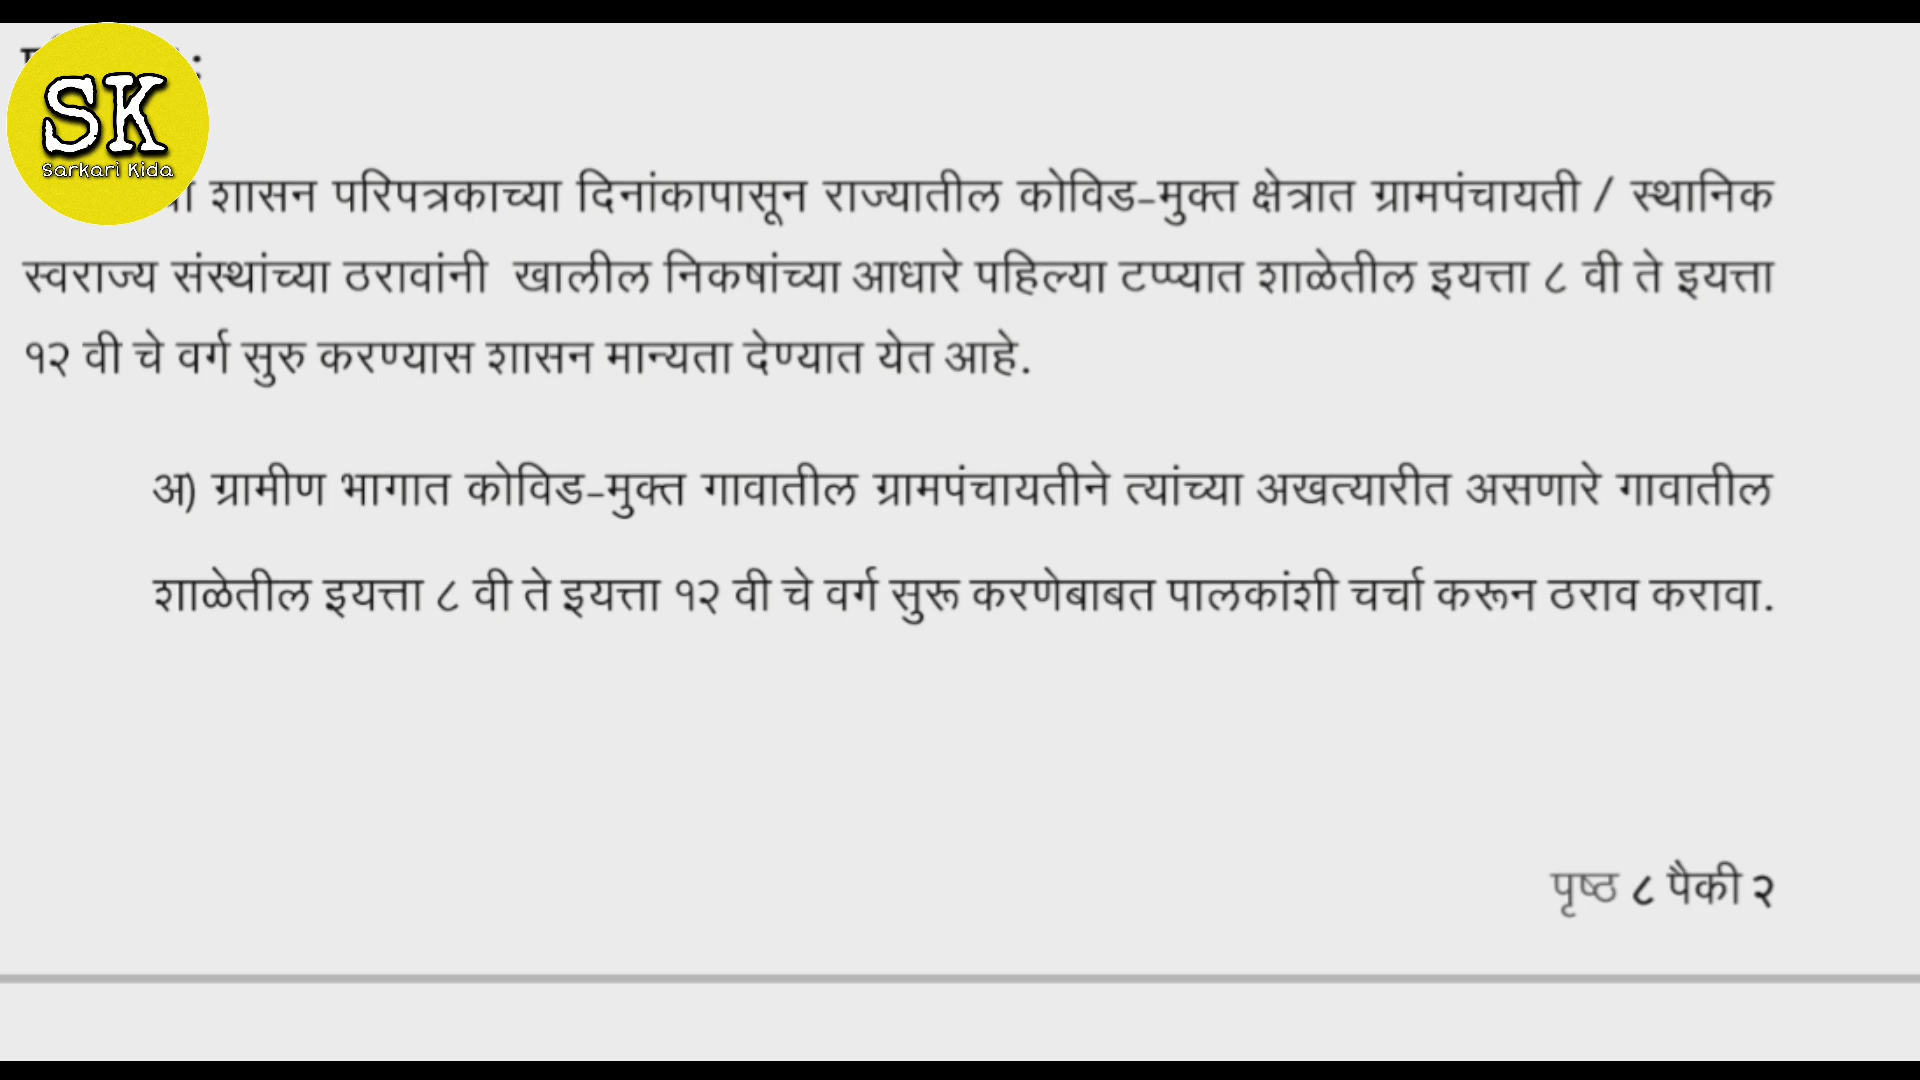 SK
Sarkari Kida
शासन परिपत्रकाच्या दिनांकापासून राज्यातील कोविड-मुक्त क्षेत्रात ग्रामपंचायती / स्थानिक
स्वराज्य संस्थांच्या ठरावांनी खालील निकषांच्या आधारे पहिल्या टप्प्यात शाळेतील इयत्ता ८ वी ते इयत्ता
१२ वी चे वर्ग सुरु करण्यास शासन मान्यता देण्यात येत आहे.
अ) ग्रामीण भागात कोविड-मुक्त गावातील ग्रामपंचायतीने त्यांच्या अखत्यारीत असणारे गावातील
शाळेतील इयत्ता ८ वी ते इयत्ता १२ वी चे वर्ग सुरू करणेबाबत पालकांशी चर्चा करून ठराव करावा.
पृष्ठ ८ पैकी २